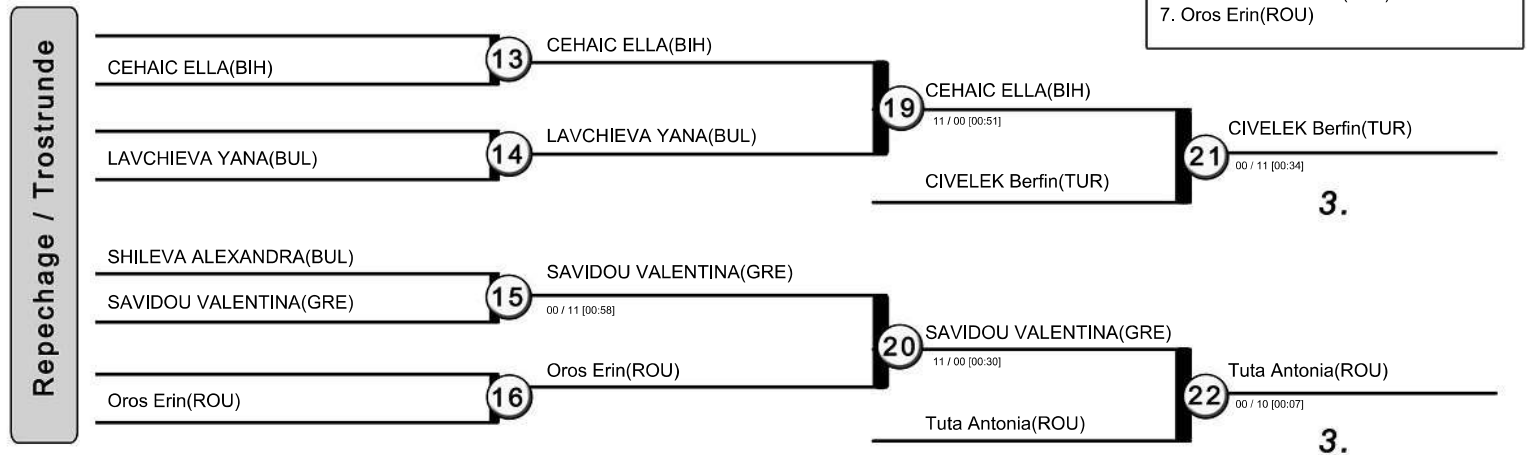 7. Oros Erin(ROU)
Repechage / Trostrunde
CEHAIC ELLA(BIH)
13
CEHAIC ELLA(BIH)
LAVCHIEVA YANA(BUL)
14
LAVCHIEVA YANA(BUL)
19
CEHAIC ELLA(BIH)
11 / 00 [00:51]
CIVELEK Berfin(TUR)
21
CIVELEK Berfin(TUR)
00 / 11 [00:34]
3.
SHILEVA ALEXANDRA(BUL)
SAVIDOU VALENTINA(GRE)
15
SAVIDOU VALENTINA(GRE)
00 / 11 [00:58]
Oros Erin(ROU)
16
Oros Erin(ROU)
20
SAVIDOU VALENTINA(GRE)
11 / 00 [00:30]
Tuta Antonia(ROU)
22
Tuta Antonia(ROU)
00 / 10 [00:07]
3.